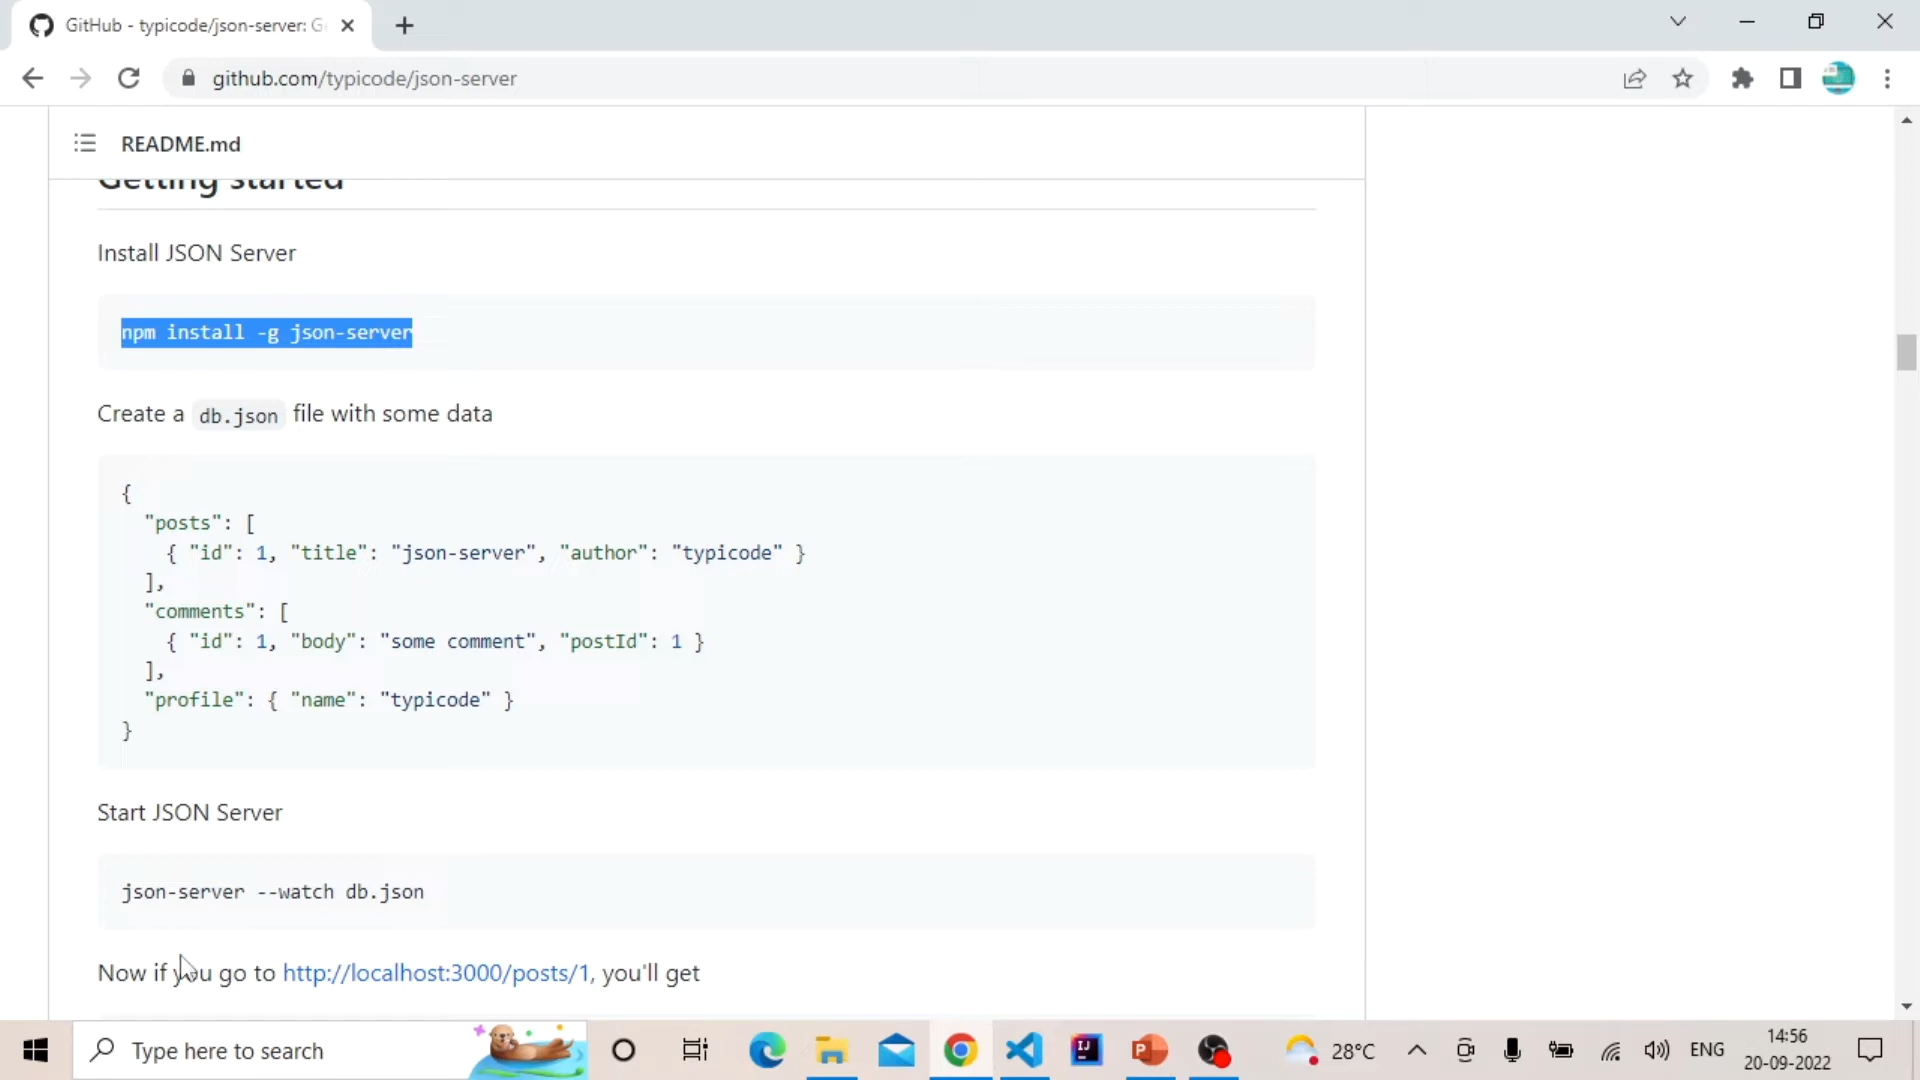 GitHub - typicode/json-server: G
github.com/typicode/json-server
README.md
Getting started
Install JSON Server
npm install -g json-server
Create a db.json file with some data
{
"posts": [
{ "id": 1, "title": "json-server", "author": "typicode" }
],
"comments": [
{ "id": 1, "body": "some comment", "postId": 1 }
],
"profile": { "name": "typicode" }
}
Start JSON Server
json-server --watch db.json
Now if you go to http://localhost:3000/posts/1, you'll get
Type here to search
28°C
ENG
14:56
20-09-2022